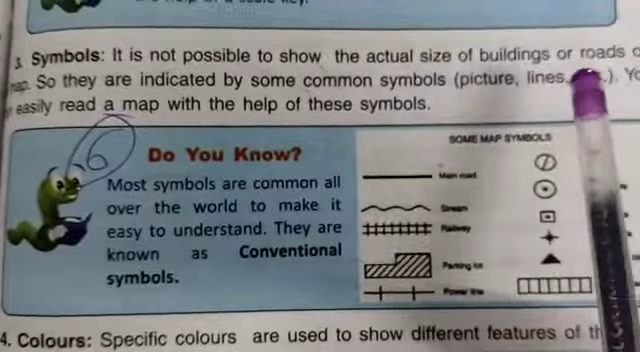 3. Symbols: It is not possible to show the actual size of buildings or roads
map. So they are indicated by some common symbols (picture, lines,
easily read a map with the help of these symbols.
6
Do You Know?
Most symbols are common all
over the world to make it
easy to understand. They are
known as Conventional
symbols.
SOME MAP SYMBOLS
Main road
Stream
Railway
Parking lot
Power line
4. Colours: Specific colours are used to show different features of